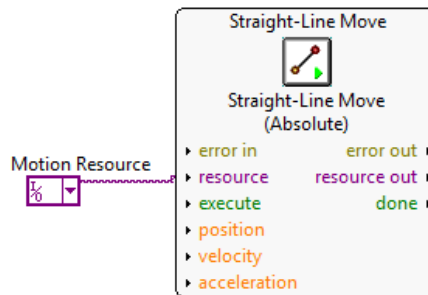 Straight-Line Move
Straight-Line Move
(Absolute)
error in error out
Motion Resource
resource resource out
I/O
execute done
position
velocity
acceleration